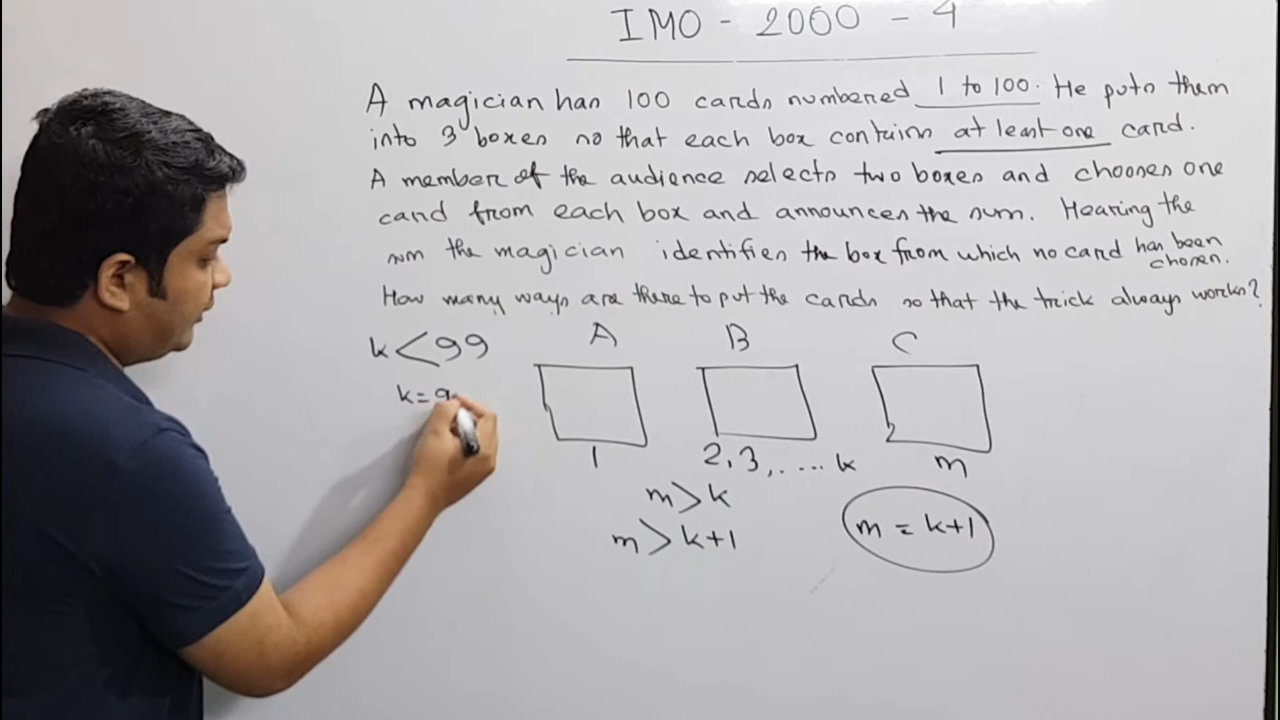 IMO - 2000 - 4
A magician has 100 cards numbered 1 to 100. He puts them
into 3 boxes so that each box contains at least one card.
A member of the audience selects two boxes and chooses one
card from each box and announces the sum. Hearing the
sum the magician identifies the box from which no card has been
chosen.
How many ways are there to put the cards so that the trick always works?
k < 99
A B C
k = 9
1 2, 3, .... k m
m > k
m > k+1
m = k+1